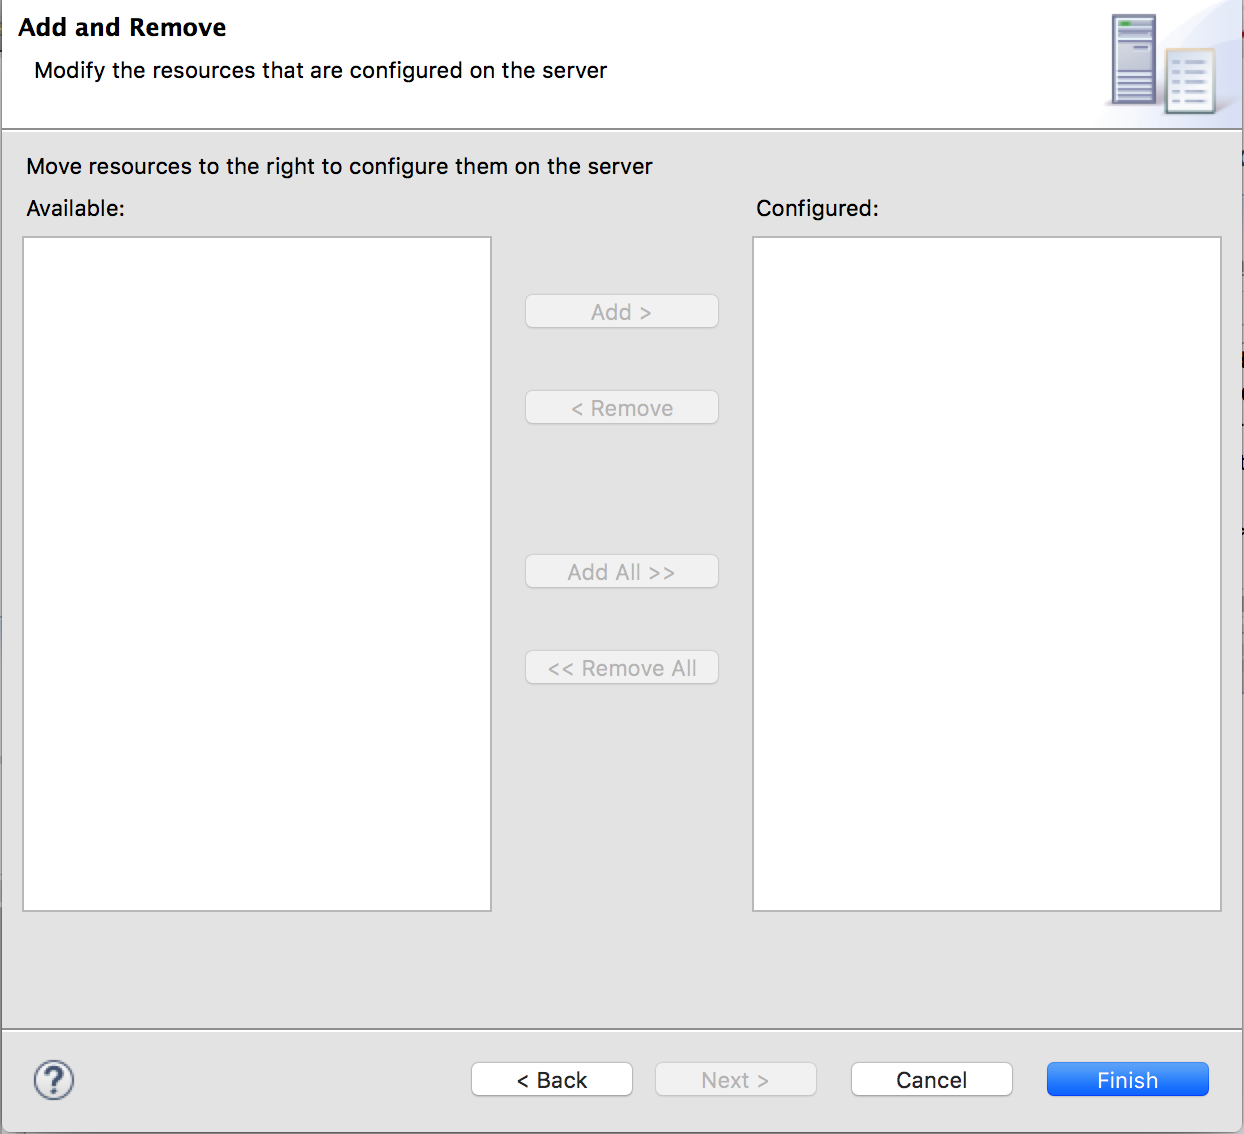 Add and Remove
Modify the resources that are configured on the server
Move resources to the right to configure them on the server
Available:
Configured:
Add >
< Remove
Add All >>
<< Remove All
?
< Back
Next >
Cancel
Finish